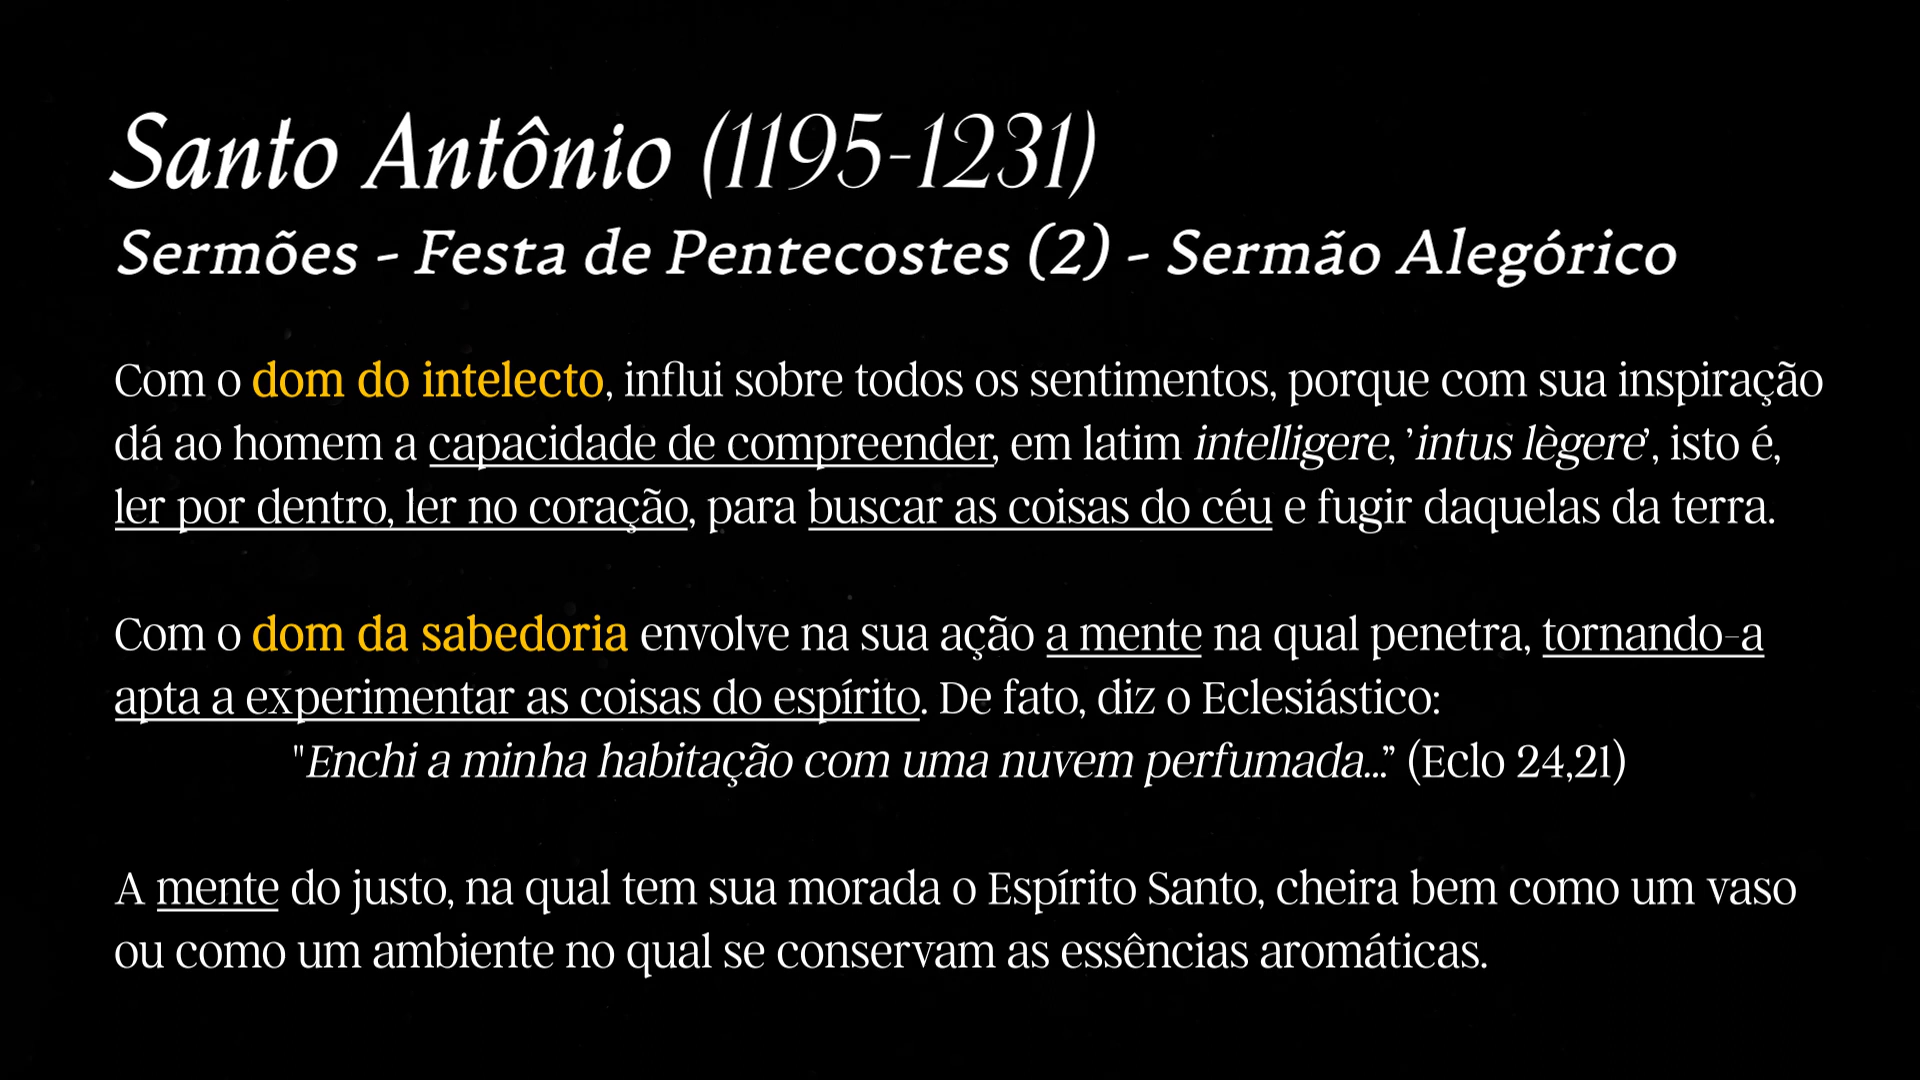 Santo Antônio (1195-1231)
Sermões - Festa de Pentecostes (2) - Sermão Alegórico
Com o dom do intelecto, influi sobre todos os sentimentos, porque com sua inspiração
dá ao homem a capacidade de compreender, em latim intelligere, ’intus lègere’, isto é,
ler por dentro, ler no coração, para buscar as coisas do céu e fugir daquelas da terra.
Com o dom da sabedoria envolve na sua ação a mente na qual penetra, tornando-a
apta a experimentar as coisas do espírito. De fato, diz o Eclesiástico:
"Enchi a minha habitação com uma nuvem perfumada...” (Eclo 24,21)
A mente do justo, na qual tem sua morada o Espírito Santo, cheira bem como um vaso
ou como um ambiente no qual se conservam as essências aromáticas.